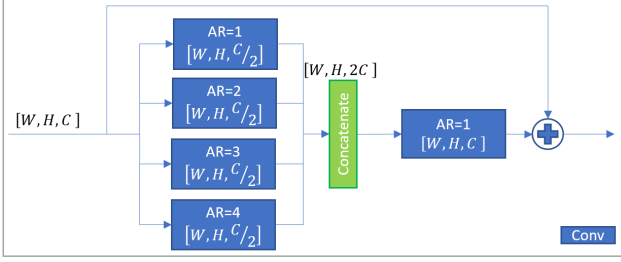 AR=1
[W, H, C/2]
[W, H, 2C ]
[W, H, C ]
AR=2
[W, H, C/2]
Concatenate
AR=1
[W, H, C ]
AR=3
[W, H, C/2]
AR=4
[W, H, C/2]
Conv